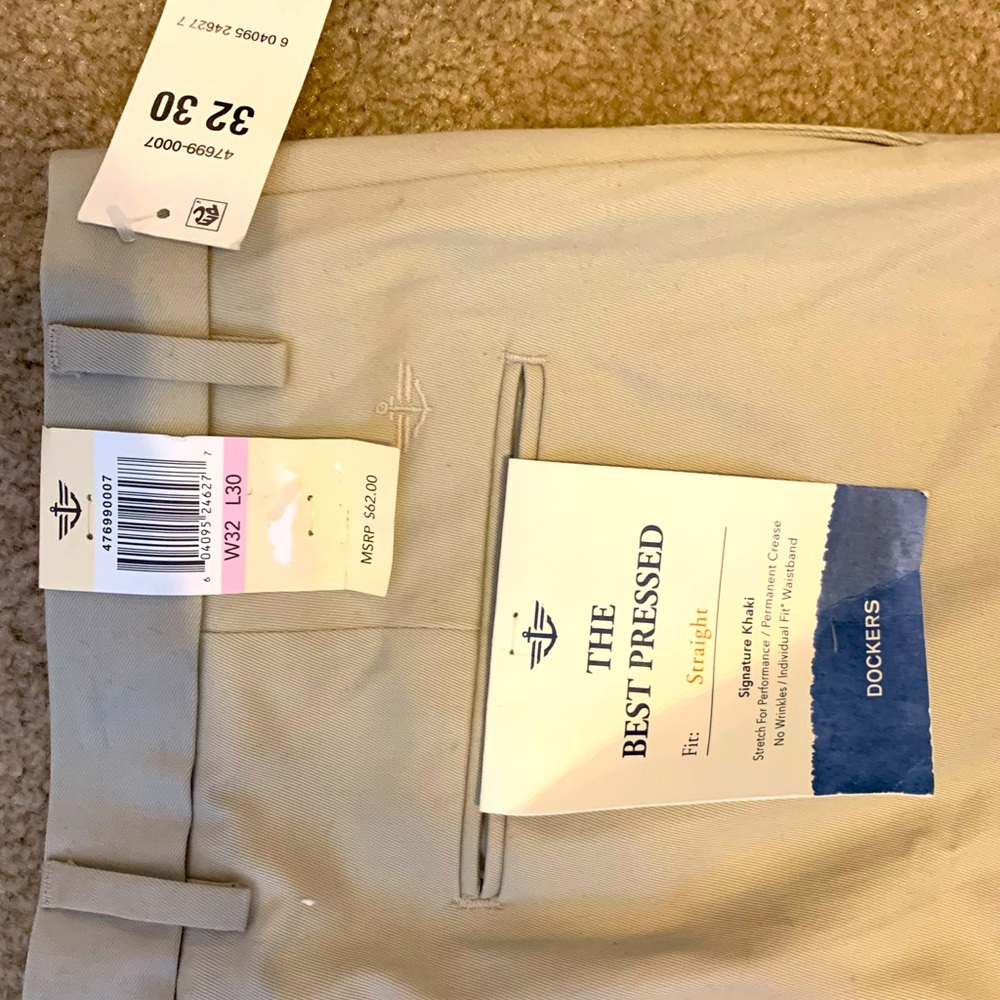 6 04095 24627 7
32 30
47699-0007
476990007
6 04095 24627 7
W32 L30
MSRP $62.00
THE
BEST PRESSED
Fit: Straight
Signature Khaki
Stretch For Performance / Permanent Crease
No Wrinkles / Individual Fit® Waistband
DOCKERS